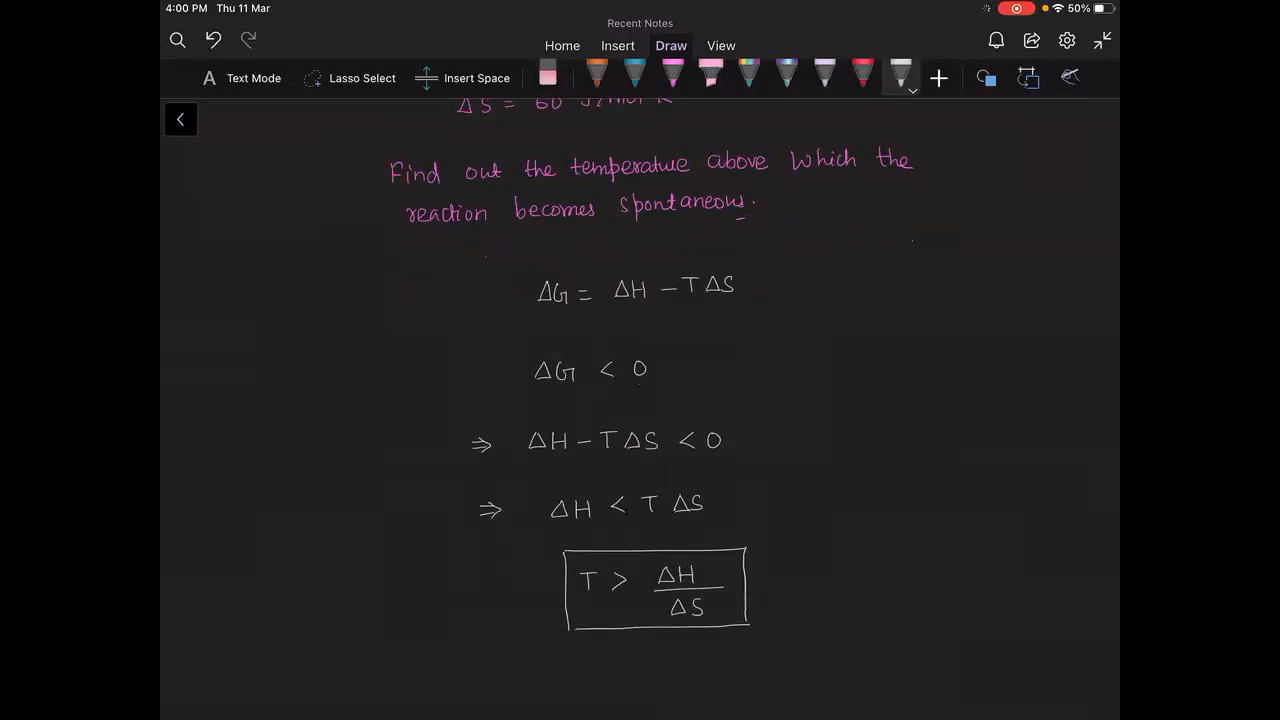 4:00 PM Thu 11 Mar
50%
Recent Notes
Home Insert Draw View
Text Mode Lasso Select Insert Space
ΔS = 60
Find out the temperature above which the
reaction becomes spontaneous.
ΔG = ΔH - TΔS
ΔG < 0
⇒ ΔH - TΔS < 0
⇒ ΔH < T ΔS
T > ΔH
ΔS